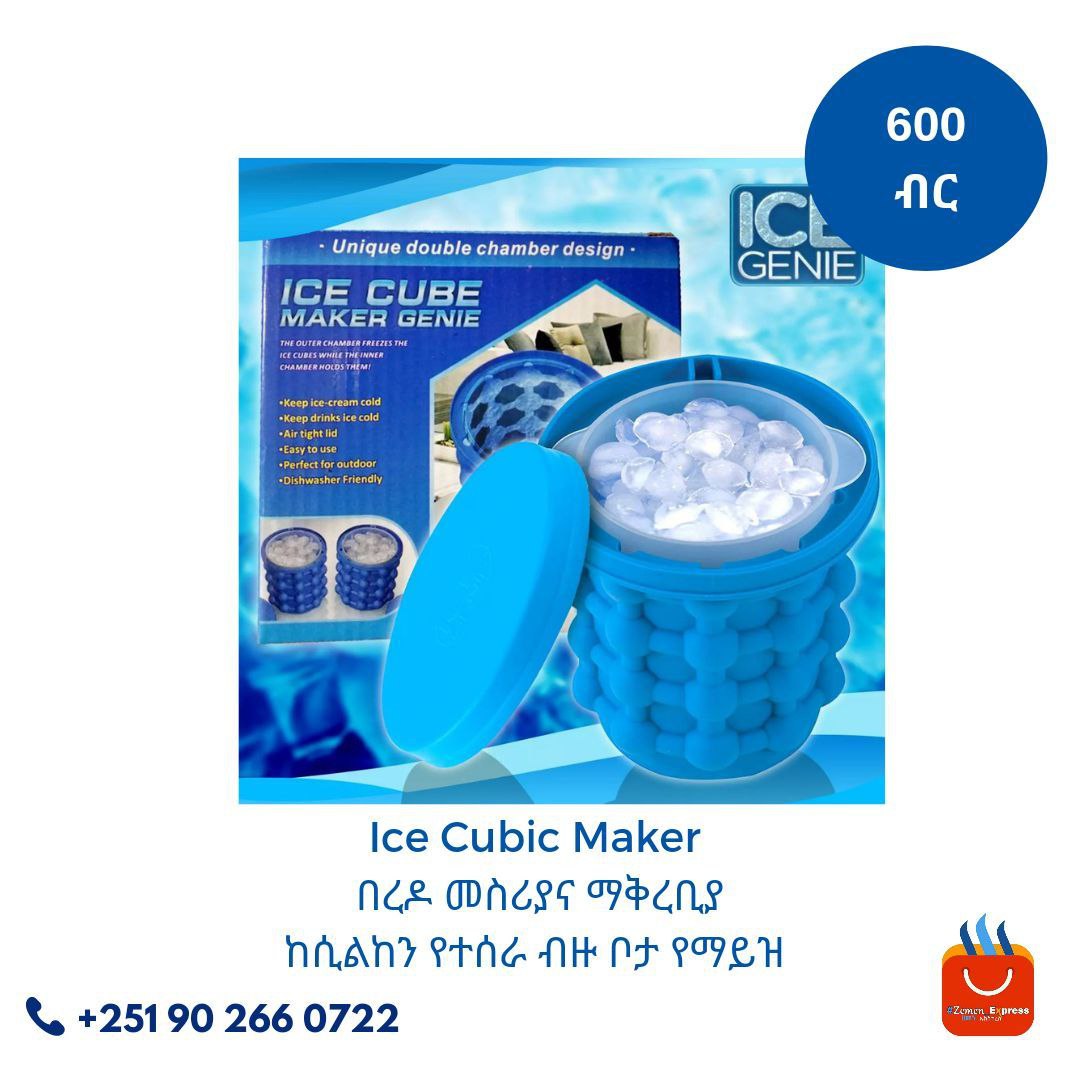 600
ብር
ICE
GENIE
· Unique double chamber design ·
ICE CUBE
MAKER GENIE
THE OUTER CHAMBER FREEZES THE
ICE CUBES WHILE THE INNER
CHAMBER HOLDS THEM!
•Keep ice-cream cold
•Keep drinks ice cold
•Air tight lid
•Easy to use
•Perfect for outdoor
•Dishwasher Friendly
Ice Cubic Maker
በረዶ መስሪያና ማቅረቢያ
ከሲልከን የተሰራ ብዙ ቦታ የማይዝ
+251 90 266 0722
#Zemen Express